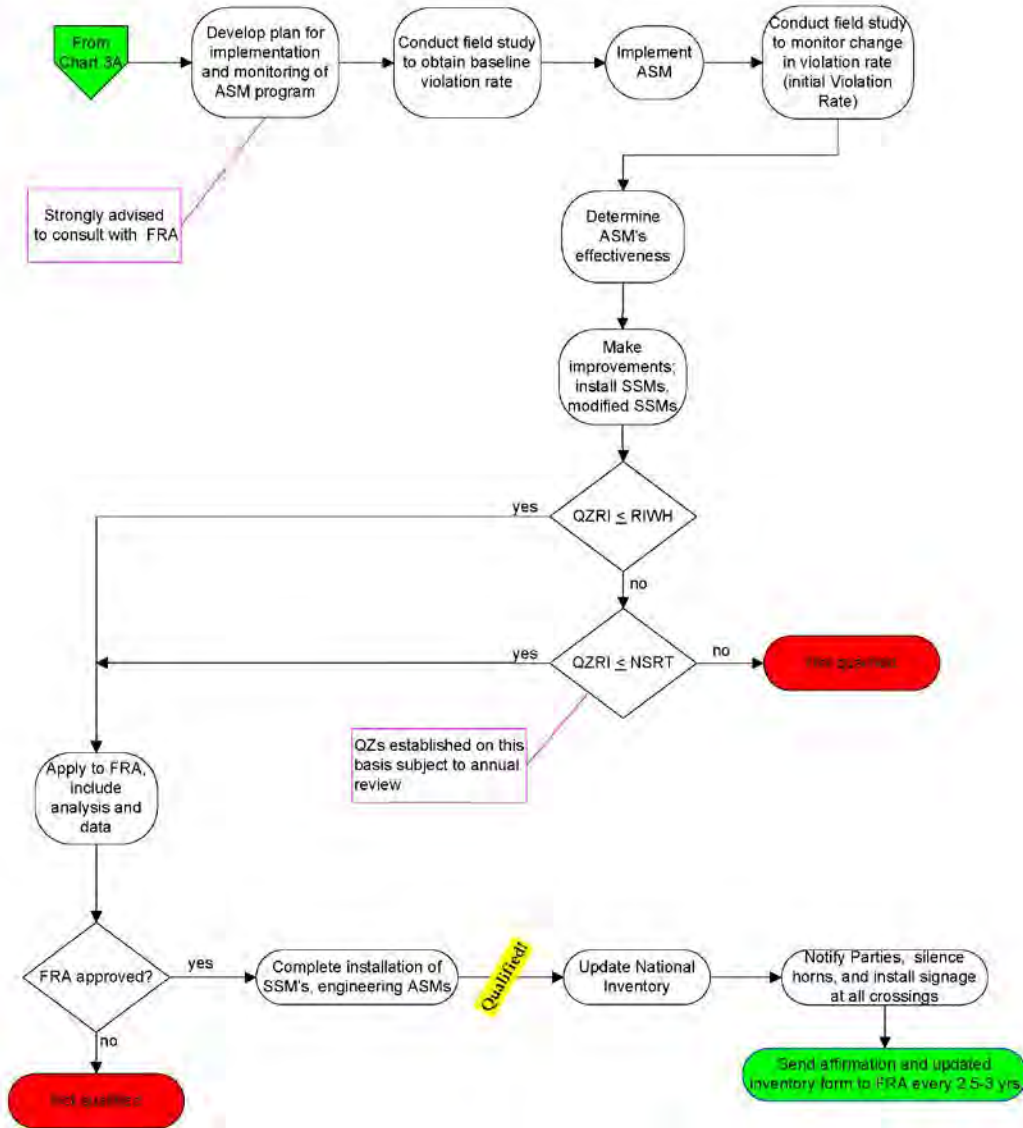 From
Chart 3A
Develop plan for
implementation
and monitoring of
ASM program
Conduct field study
to obtain baseline
violation rate
Implement
ASM
Conduct field study
to monitor change
in violation rate
(initial Violation
Rate)
Strongly advised
to consult with FRA
Determine
ASM's
effectiveness
Make
improvements;
install SSMs,
modified SSMs
yes
QZRI ≤ RIWH
no
yes
QZRI ≤ NSRT
no
Not qualified
QZs established on this
basis subject to annual
review
Apply to FRA,
include
analysis and
data
FRA approved?
yes
Complete installation of
SSM's, engineering ASMs
Qualified!
Update National
Inventory
Notify Parties, silence
horns, and install signage
at all crossings
no
Not qualified
Send affirmation and updated
inventory form to FRA every 2.5-3 yrs